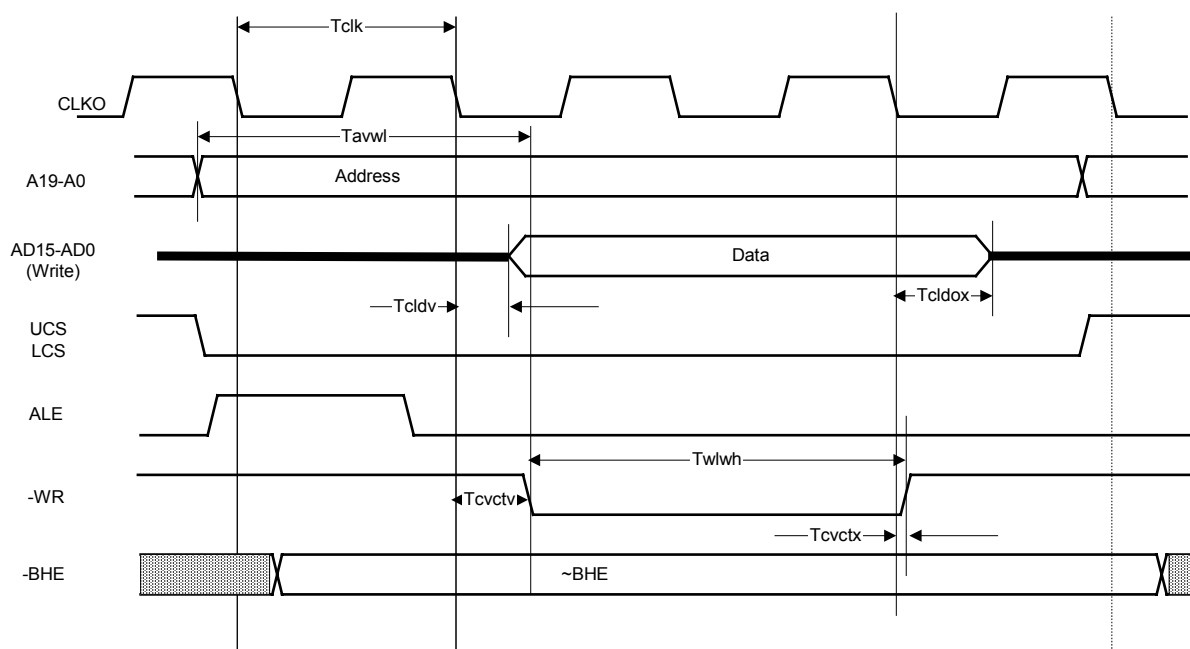 Tclk
CLKO
Tavwl
A19-A0
Address
AD15-AD0
(Write)
Data
Tcldv
Tcldox
UCS
LCS
ALE
Twlwh
-WR
Tcvctv
Tcvctx
-BHE
~BHE